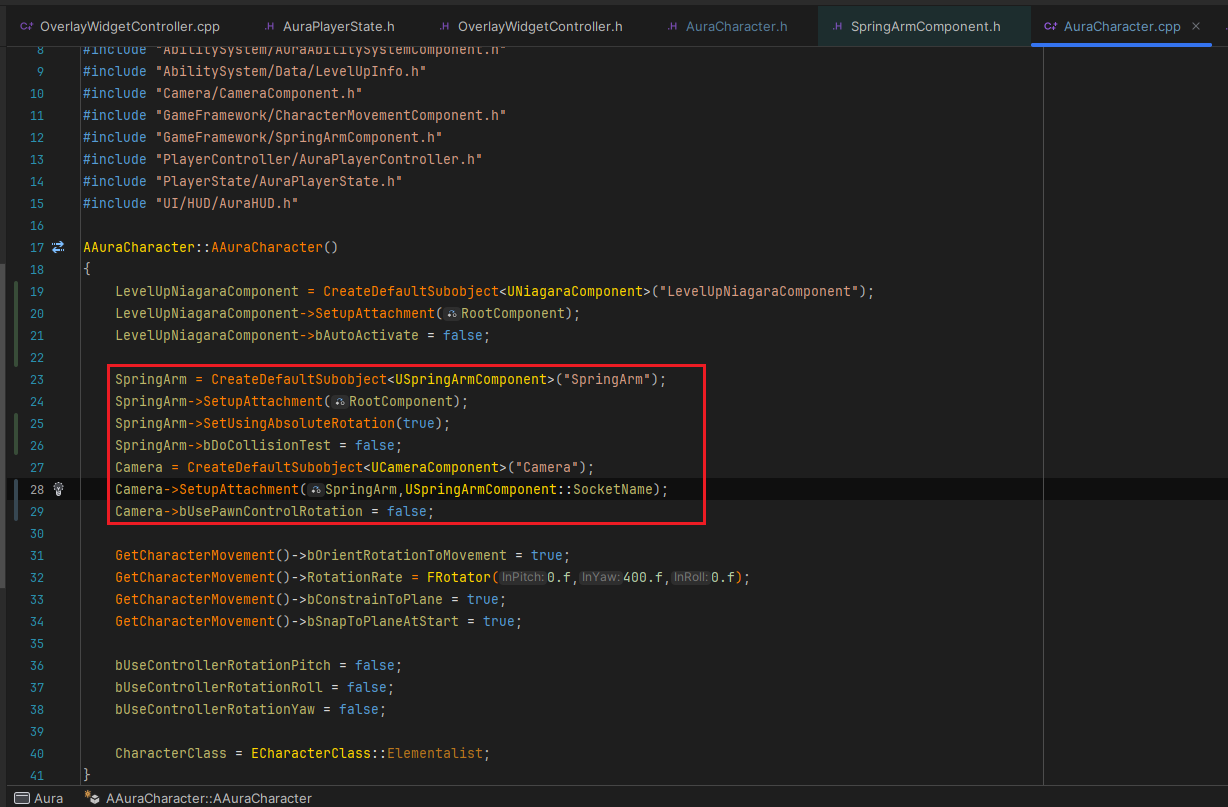 OverlayWidgetController.cpp
AuraPlayerState.h
OverlayWidgetController.h
AuraCharacter.h
SpringArmComponent.h
AuraCharacter.cpp
8 #include "AbilitySystem/AuraAbilitySystemComponent.h"
9 #include "AbilitySystem/Data/LevelUpInfo.h"
10 #include "Camera/CameraComponent.h"
11 #include "GameFramework/CharacterMovementComponent.h"
12 #include "GameFramework/SpringArmComponent.h"
13 #include "PlayerController/AuraPlayerController.h"
14 #include "PlayerState/AuraPlayerState.h"
15 #include "UI/HUD/AuraHUD.h"
16
17 AAuraCharacter::AAuraCharacter()
18 {
19 LevelUpNiagaraComponent = CreateDefaultSubobject<UNiagaraComponent>("LevelUpNiagaraComponent");
20 LevelUpNiagaraComponent->SetupAttachment(RootComponent);
21 LevelUpNiagaraComponent->bAutoActivate = false;
22
23 SpringArm = CreateDefaultSubobject<USpringArmComponent>("SpringArm");
24 SpringArm->SetupAttachment(RootComponent);
25 SpringArm->SetUsingAbsoluteRotation(true);
26 SpringArm->bDoCollisionTest = false;
27 Camera = CreateDefaultSubobject<UCameraComponent>("Camera");
28 Camera->SetupAttachment(SpringArm,USpringArmComponent::SocketName);
29 Camera->bUsePawnControlRotation = false;
30
31 GetCharacterMovement()->bOrientRotationToMovement = true;
32 GetCharacterMovement()->RotationRate = FRotator(InPitch:0.f,InYaw:400.f,InRoll:0.f);
33 GetCharacterMovement()->bConstrainToPlane = true;
34 GetCharacterMovement()->bSnapToPlaneAtStart = true;
35
36 bUseControllerRotationPitch = false;
37 bUseControllerRotationRoll = false;
38 bUseControllerRotationYaw = false;
39
40 CharacterClass = ECharacterClass::Elementalist;
41 }
Aura AAuraCharacter::AAuraCharacter